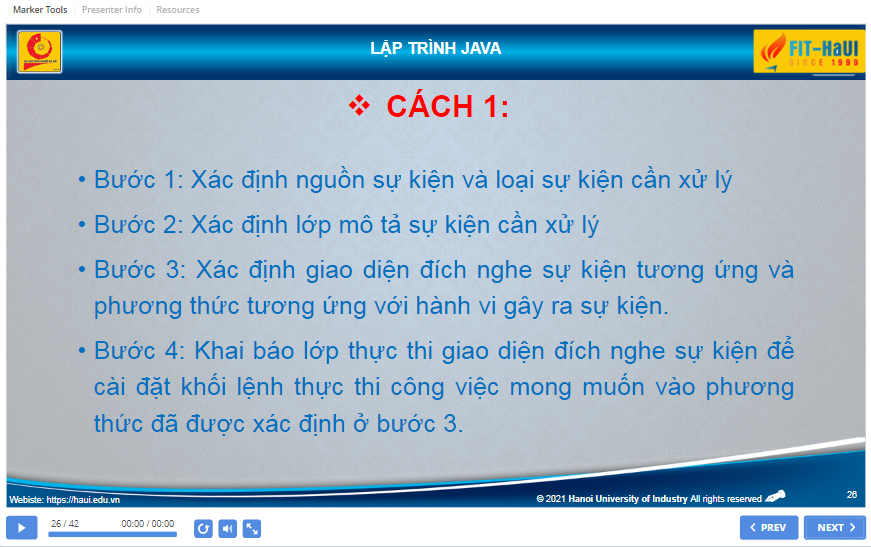 Marker Tools Presenter Info Resources
LẬP TRÌNH JAVA
FIT-HaUI
SINCE 1999
❖ CÁCH 1:
• Bước 1: Xác định nguồn sự kiện và loại sự kiện cần xử lý
• Bước 2: Xác định lớp mô tả sự kiện cần xử lý
• Bước 3: Xác định giao diện đích nghe sự kiện tương ứng và
phương thức tương ứng với hành vi gây ra sự kiện.
• Bước 4: Khai báo lớp thực thi giao diện đích nghe sự kiện để
cài đặt khối lệnh thực thi công việc mong muốn vào phương
thức đã được xác định ở bước 3.
Webiste: https://haui.edu.vn
© 2021 Hanoi University of Industry All rights reserved
26
26 / 42 00:00 / 00:00
PREV NEXT